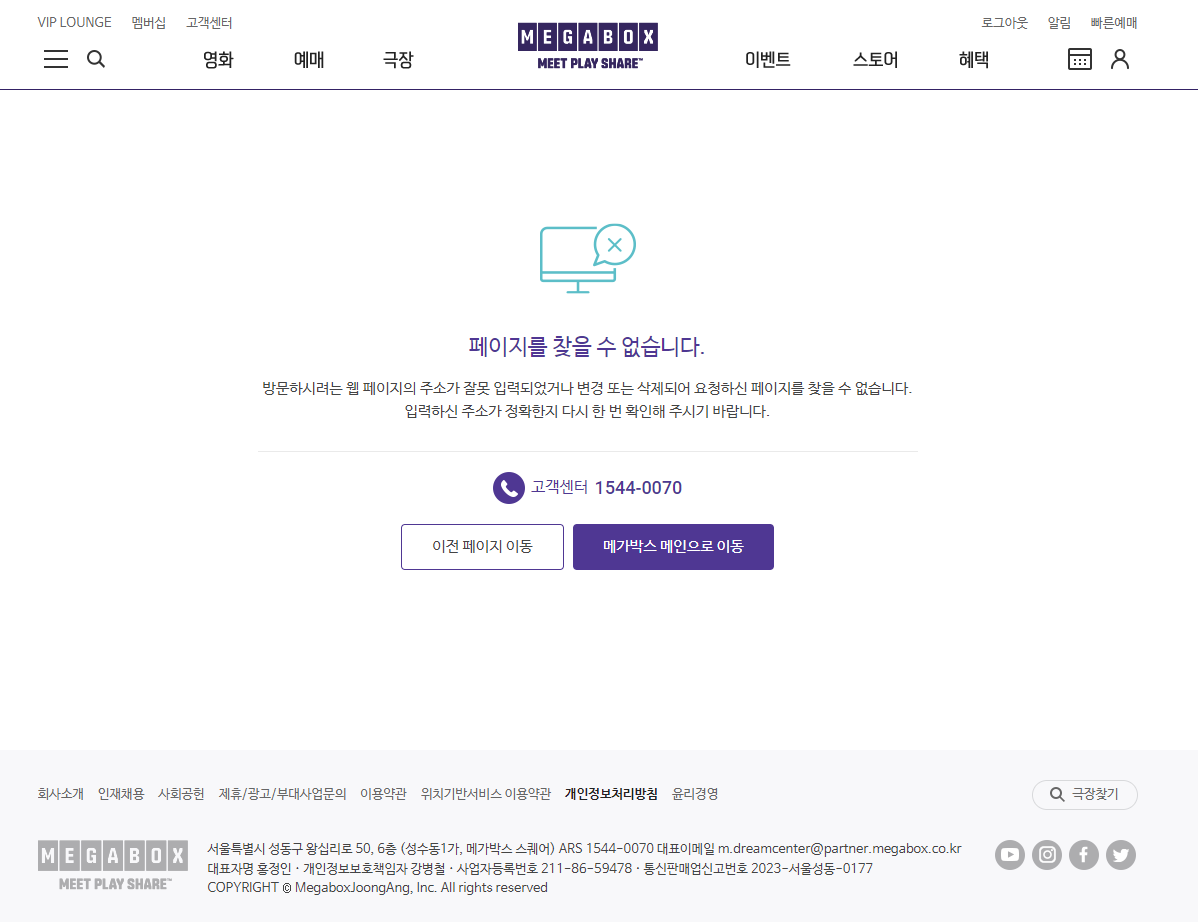 VIP LOUNGE 멤버십 고객센터
로그아웃 알림 빠른예매
영화 예매 극장
MEGABOX
MEET PLAY SHARE™
이벤트 스토어 혜택
페이지를 찾을 수 없습니다.
방문하시려는 웹 페이지의 주소가 잘못 입력되었거나 변경 또는 삭제되어 요청하신 페이지를 찾을 수 없습니다.
입력하신 주소가 정확한지 다시 한 번 확인해 주시기 바랍니다.
고객센터 1544-0070
이전 페이지 이동
메가박스 메인으로 이동
회사소개 인재채용 사회공헌 제휴/광고/부대사업문의 이용약관 위치기반서비스 이용약관 개인정보처리방침 윤리경영
극장찾기
MEGABOX
MEET PLAY SHARE™
서울특별시 성동구 왕십리로 50, 6층 (성수동1가, 메가박스 스퀘어) ARS 1544-0070 대표이메일 m.dreamcenter@partner.megabox.co.kr
대표자명 홍정인 · 개인정보보호책임자 강병철 · 사업자등록번호 211-86-59478 · 통신판매업신고번호 2023-서울성동-0177
COPYRIGHT © MegaboxJoongAng, Inc. All rights reserved